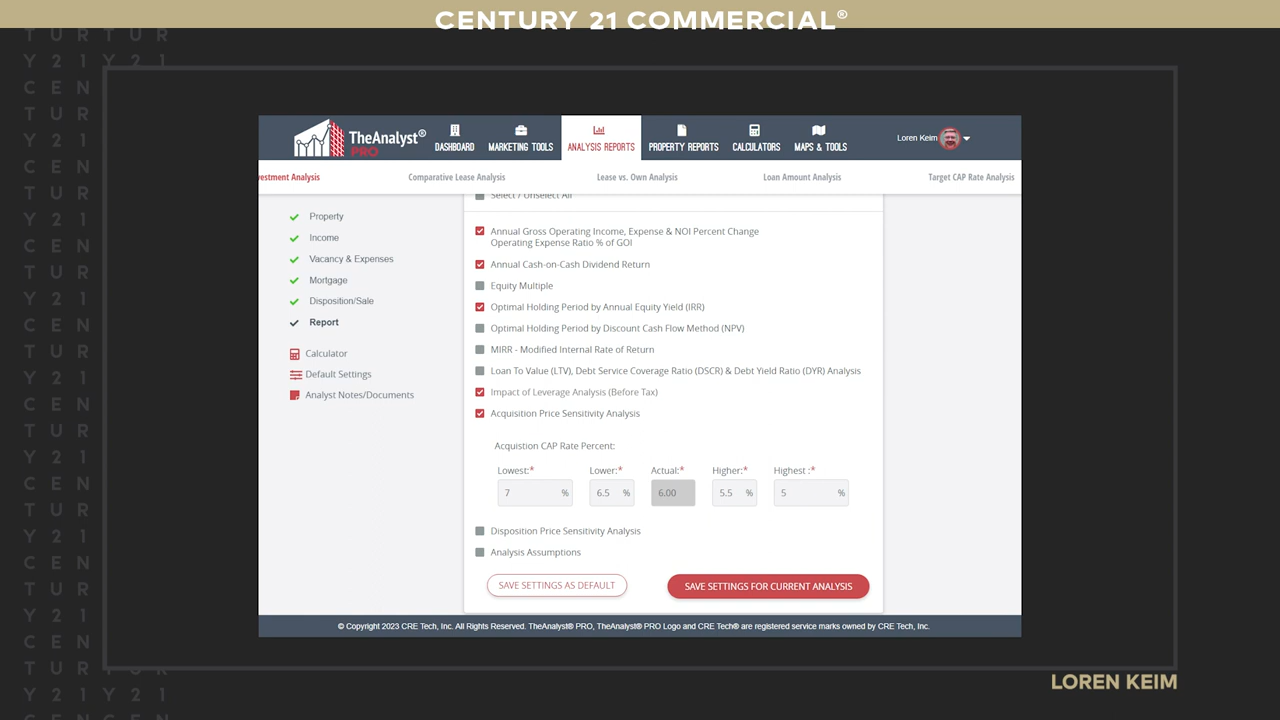 CENTURY 21 COMMERCIAL®
TheAnalyst®
PRO
DASHBOARD
MARKETING TOOLS
ANALYSIS REPORTS
PROPERTY REPORTS
CALCULATORS
MAPS & TOOLS
Loren Keim
vestment Analysis
Comparative Lease Analysis
Lease vs. Own Analysis
Loan Amount Analysis
Target CAP Rate Analysis
Property
Income
Vacancy & Expenses
Mortgage
Disposition/Sale
Report
Calculator
Default Settings
Analyst Notes/Documents
Select / Unselect All
Annual Gross Operating Income, Expense & NOI Percent Change
Operating Expense Ratio % of GOI
Annual Cash-on-Cash Dividend Return
Equity Multiple
Optimal Holding Period by Annual Equity Yield (IRR)
Optimal Holding Period by Discount Cash Flow Method (NPV)
MIRR - Modified Internal Rate of Return
Loan To Value (LTV), Debt Service Coverage Ratio (DSCR) & Debt Yield Ratio (DYR) Analysis
Impact of Leverage Analysis (Before Tax)
Acquisition Price Sensitivity Analysis
Acquistion CAP Rate Percent:
Lowest:* Lower:* Actual:* Higher:* Highest :*
7 % 6.5 % 6.00 5.5 % 5 %
Disposition Price Sensitivity Analysis
Analysis Assumptions
SAVE SETTINGS AS DEFAULT
SAVE SETTINGS FOR CURRENT ANALYSIS
© Copyright 2023 CRE Tech, Inc. All Rights Reserved. TheAnalyst® PRO, TheAnalyst® PRO Logo and CRE Tech® are registered service marks owned by CRE Tech, Inc.
LOREN KEIM